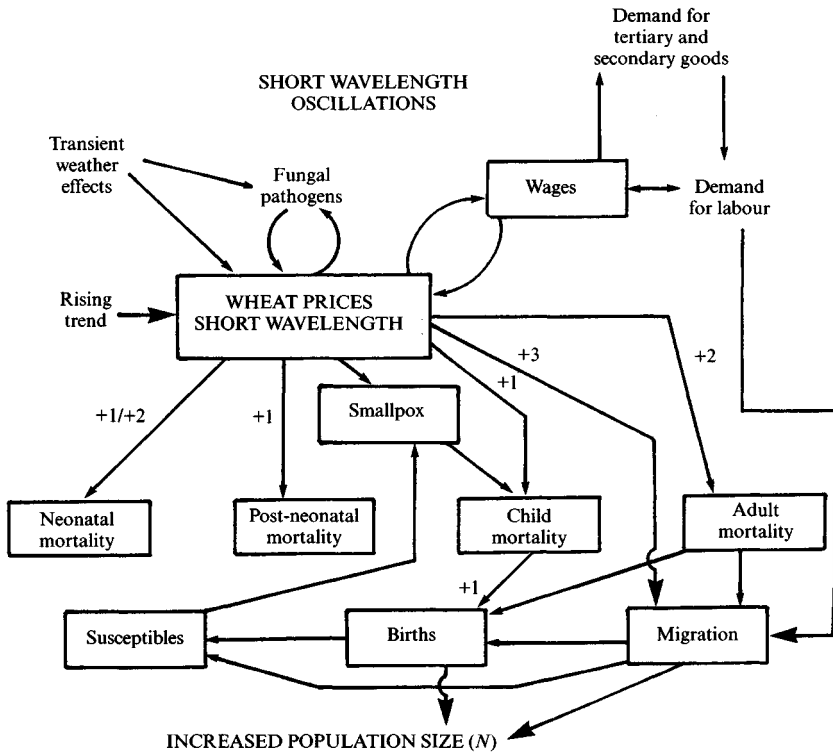 Demand for
tertiary and
secondary goods
SHORT WAVELENGTH
OSCILLATIONS
Transient
weather
effects
Fungal
pathogens
Wages
Demand
for labour
Rising
trend
WHEAT PRICES
SHORT WAVELENGTH
+3
+2
+1
+1/+2
+1
Smallpox
Neonatal
mortality
Post-neonatal
mortality
Child
mortality
Adult
mortality
+1
Susceptibles
Births
Migration
INCREASED POPULATION SIZE (N)